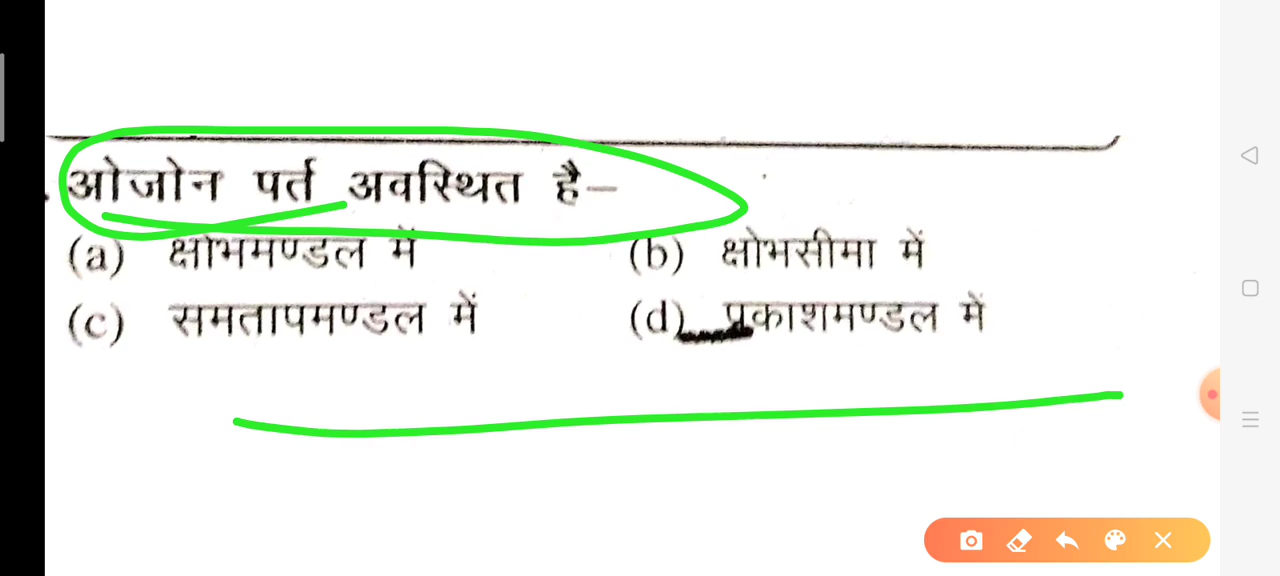 ओजोन पर्त अवस्थित है–
(a) क्षोभमण्डल में (b) क्षोभसीमा में
(c) समतापमण्डल में (d) प्रकाशमण्डल में